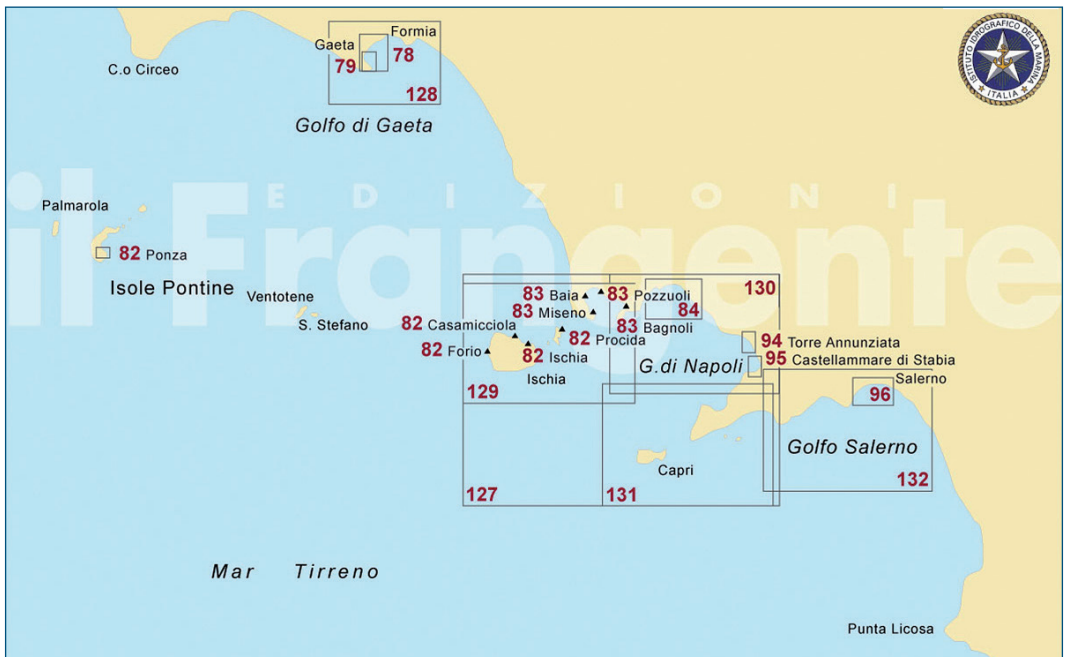 Gaeta
Formia
79
78
C.o Circeo
128
Golfo di Gaeta
ISTITUTO IDROGRAFICO DELLA MARINA
ITALIA
EDIZIONI
il Frangente
Palmarola
82 Ponza
Isole Pontine
Ventotene
S. Stefano
83 Baia
83 Pozzuoli
130
83 Miseno
84
82 Casamicciola
83 Bagnoli
82 Procida
94 Torre Annunziata
82 Forio
82 Ischia
95 Castellammare di Stabia
G.di Napoli
Ischia
Salerno
129
96
Golfo Salerno
Capri
132
127
131
Mar Tirreno
Punta Licosa